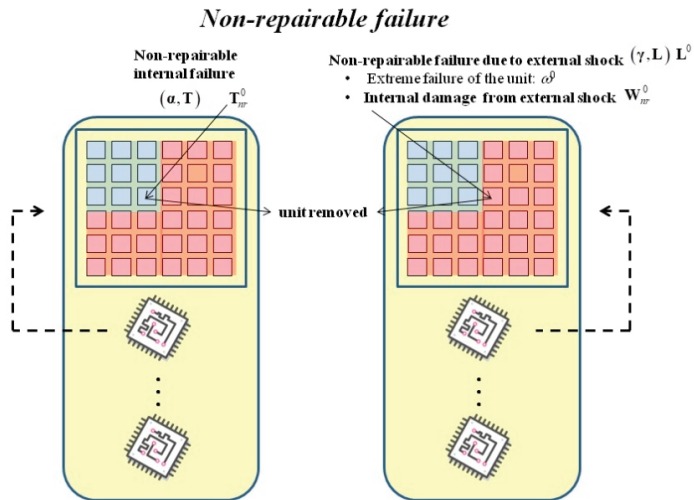 Non-repairable failure
Non-repairable
internal failure
(α, T) T⁰ₙᵣ
Non-repairable failure due to external shock (γ, L) L⁰
• Extreme failure of the unit: ω⁰
• Internal damage from external shock W⁰ₙᵣ
unit removed